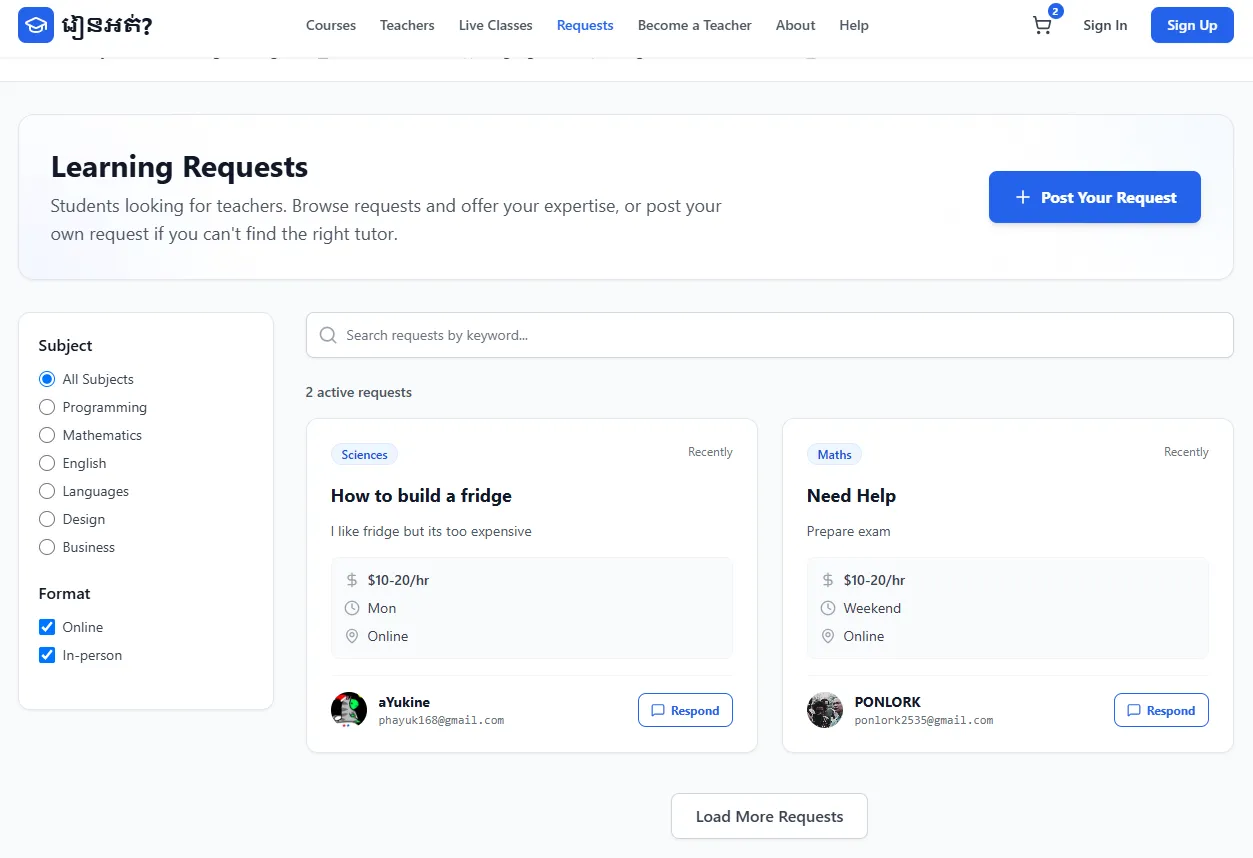 រៀនអត់?
Courses Teachers Live Classes Requests Become a Teacher About Help 2 Sign In Sign Up
Learning Requests
Students looking for teachers. Browse requests and offer your expertise, or post your
own request if you can't find the right tutor.
Post Your Request
Subject
All Subjects
Programming
Mathematics
English
Languages
Design
Business
Format
Online
In-person
Search requests by keyword...
2 active requests
Sciences Recently
How to build a fridge
I like fridge but its too expensive
$10-20/hr
Mon
Online
aYukine
phayuk168@gmail.com
Respond
Maths Recently
Need Help
Prepare exam
$10-20/hr
Weekend
Online
PONLORK
ponlork2535@gmail.com
Respond
Load More Requests